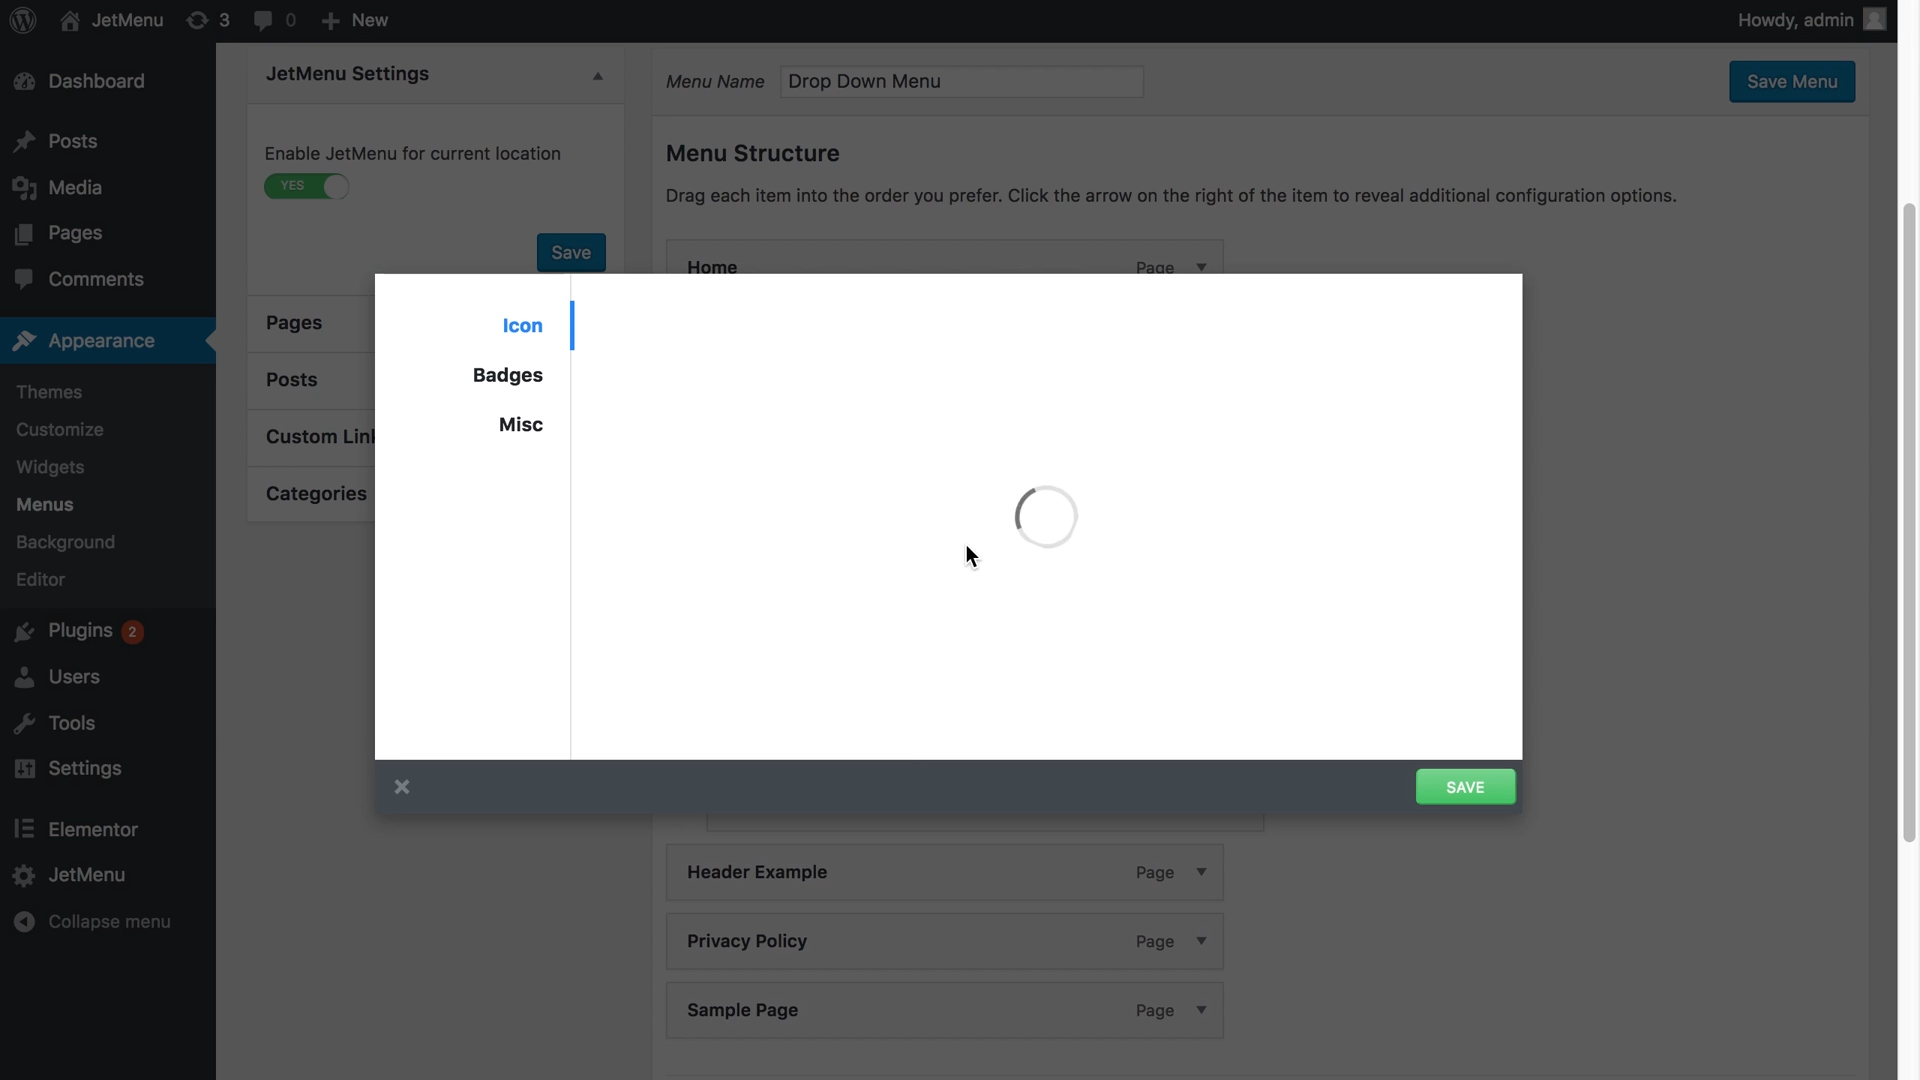 JetMenu 3 0 New
Howdy, admin
Dashboard
Posts
Media
Pages
Comments
Appearance
Themes
Customize
Widgets
Menus
Background
Editor
Plugins 2
Users
Tools
Settings
Elementor
JetMenu
Collapse menu
JetMenu Settings
Enable JetMenu for current location
YES
Save
Pages
Posts
Custom Link
Categories
Menu Name Drop Down Menu
Save Menu
Menu Structure
Drag each item into the order you prefer. Click the arrow on the right of the item to reveal additional configuration options.
Home Page
Icon
Badges
Misc
SAVE
Header Example Page
Privacy Policy Page
Sample Page Page